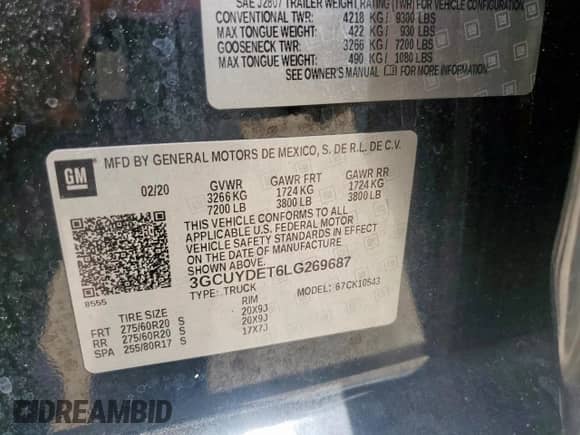 SAE J2807 TRAILER WEIGHT RATING (TWR) FOR VEHICLE CONFIGURATION
CONVENTIONAL TWR: 4218 KG / 9300 LBS
MAX TONGUE WEIGHT: 422 KG / 930 LBS
GOOSENECK TWR: 3266 KG / 7200 LBS
MAX TONGUE WEIGHT: 490 KG / 1080 LBS
SEE OWNER'S MANUAL FOR MORE INFORMATION.
GM
MFD BY GENERAL MOTORS DE MEXICO, S. DE R.L. DE C.V.
02/20 GVWR GAWR FRT GAWR RR
3266 KG 1724 KG 1724 KG
7200 LB 3800 LB 3800 LB
THIS VEHICLE CONFORMS TO ALL
APPLICABLE U.S. FEDERAL MOTOR
VEHICLE SAFETY STANDARDS IN EFFECT
ON THE DATE OF MANUFACTURE
SHOWN ABOVE.
3GCUYDET6LG269687
8555
TYPE: TRUCK MODEL: 67CK10543
TIRE SIZE RIM
FRT 275/60R20 S 20X9J
RR 275/60R20 S 20X9J
SPA 255/80R17 S 17X7J
DREAMBID